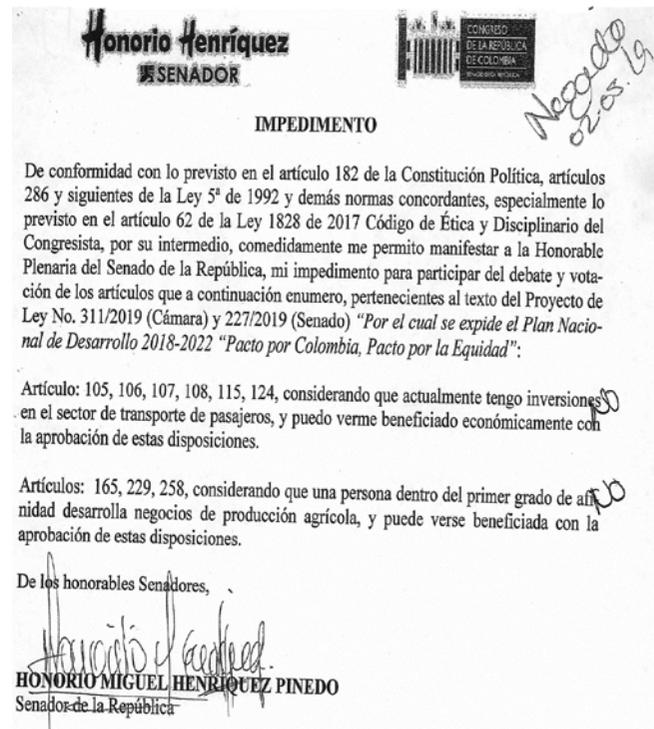 Honorio Henríquez
SENADOR
CONGRESO
DE LA REPÚBLICA
DE COLOMBIA
Negado
02-05-19
IMPEDIMENTO
De conformidad con lo previsto en el artículo 182 de la Constitución Política, artículos
286 y siguientes de la Ley 5ª de 1992 y demás normas concordantes, especialmente lo
previsto en el artículo 62 de la Ley 1828 de 2017 Código de Ética y Disciplinario del
Congresista, por su intermedio, comedidamente me permito manifestar a la Honorable
Plenaria del Senado de la República, mi impedimento para participar del debate y vota-
ción de los artículos que a continuación enumero, pertenecientes al texto del Proyecto de
Ley No. 311/2019 (Cámara) y 227/2019 (Senado) “Por el cual se expide el Plan Nacio-
nal de Desarrollo 2018-2022 “Pacto por Colombia, Pacto por la Equidad”:
Artículo: 105, 106, 107, 108, 115, 124, considerando que actualmente tengo inversiones NO
en el sector de transporte de pasajeros, y puedo verme beneficiado económicamente con
la aprobación de estas disposiciones.
Artículos: 165, 229, 258, considerando que una persona dentro del primer grado de afi- NO
nidad desarrolla negocios de producción agrícola, y puede verse beneficiada con la
aprobación de estas disposiciones.
De los honorables Senadores,
HONORIO MIGUEL HENRÍQUEZ PINEDO
Senador de la República